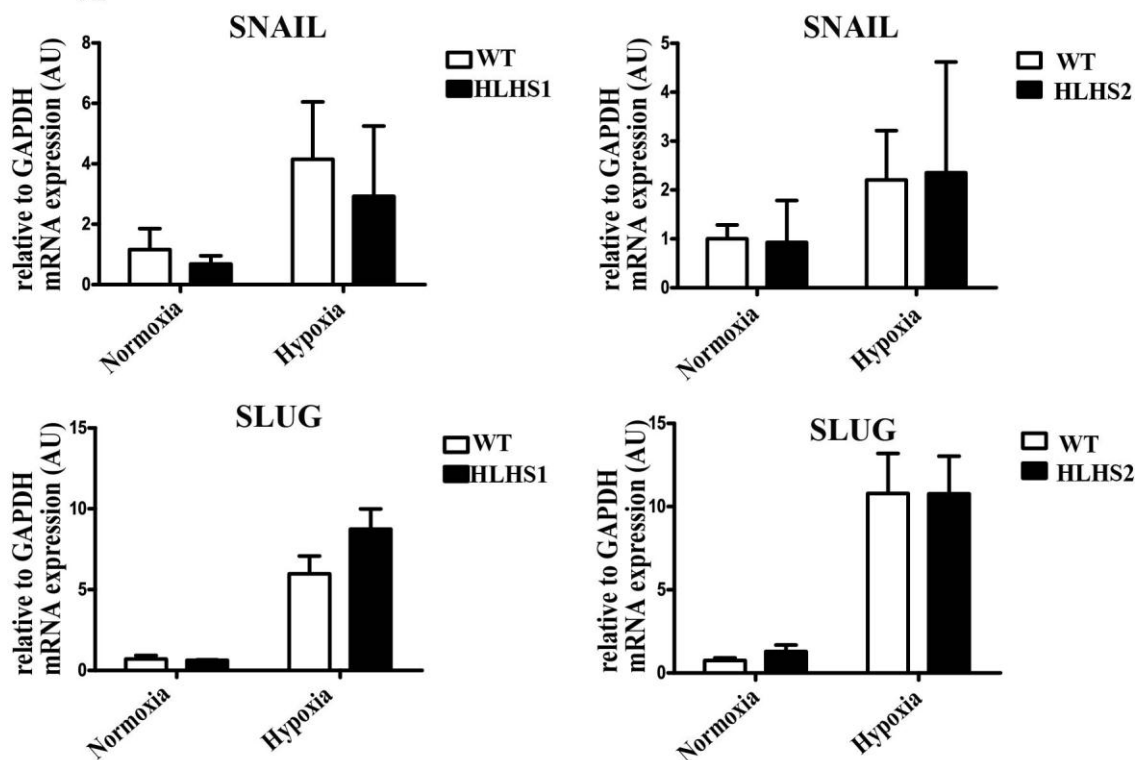 SNAIL
relative to GAPDH
mRNA expression (AU)
8
6
4
2
0
Normoxia
Hypoxia
WT
HLHS1
SNAIL
relative to GAPDH
mRNA expression (AU)
5
4
3
2
1
0
Normoxia
Hypoxia
WT
HLHS2
SLUG
relative to GAPDH
mRNA expression (AU)
15
10
5
0
Normoxia
Hypoxia
WT
HLHS1
SLUG
relative to GAPDH
mRNA expression (AU)
15
10
5
0
Normoxia
Hypoxia
WT
HLHS2